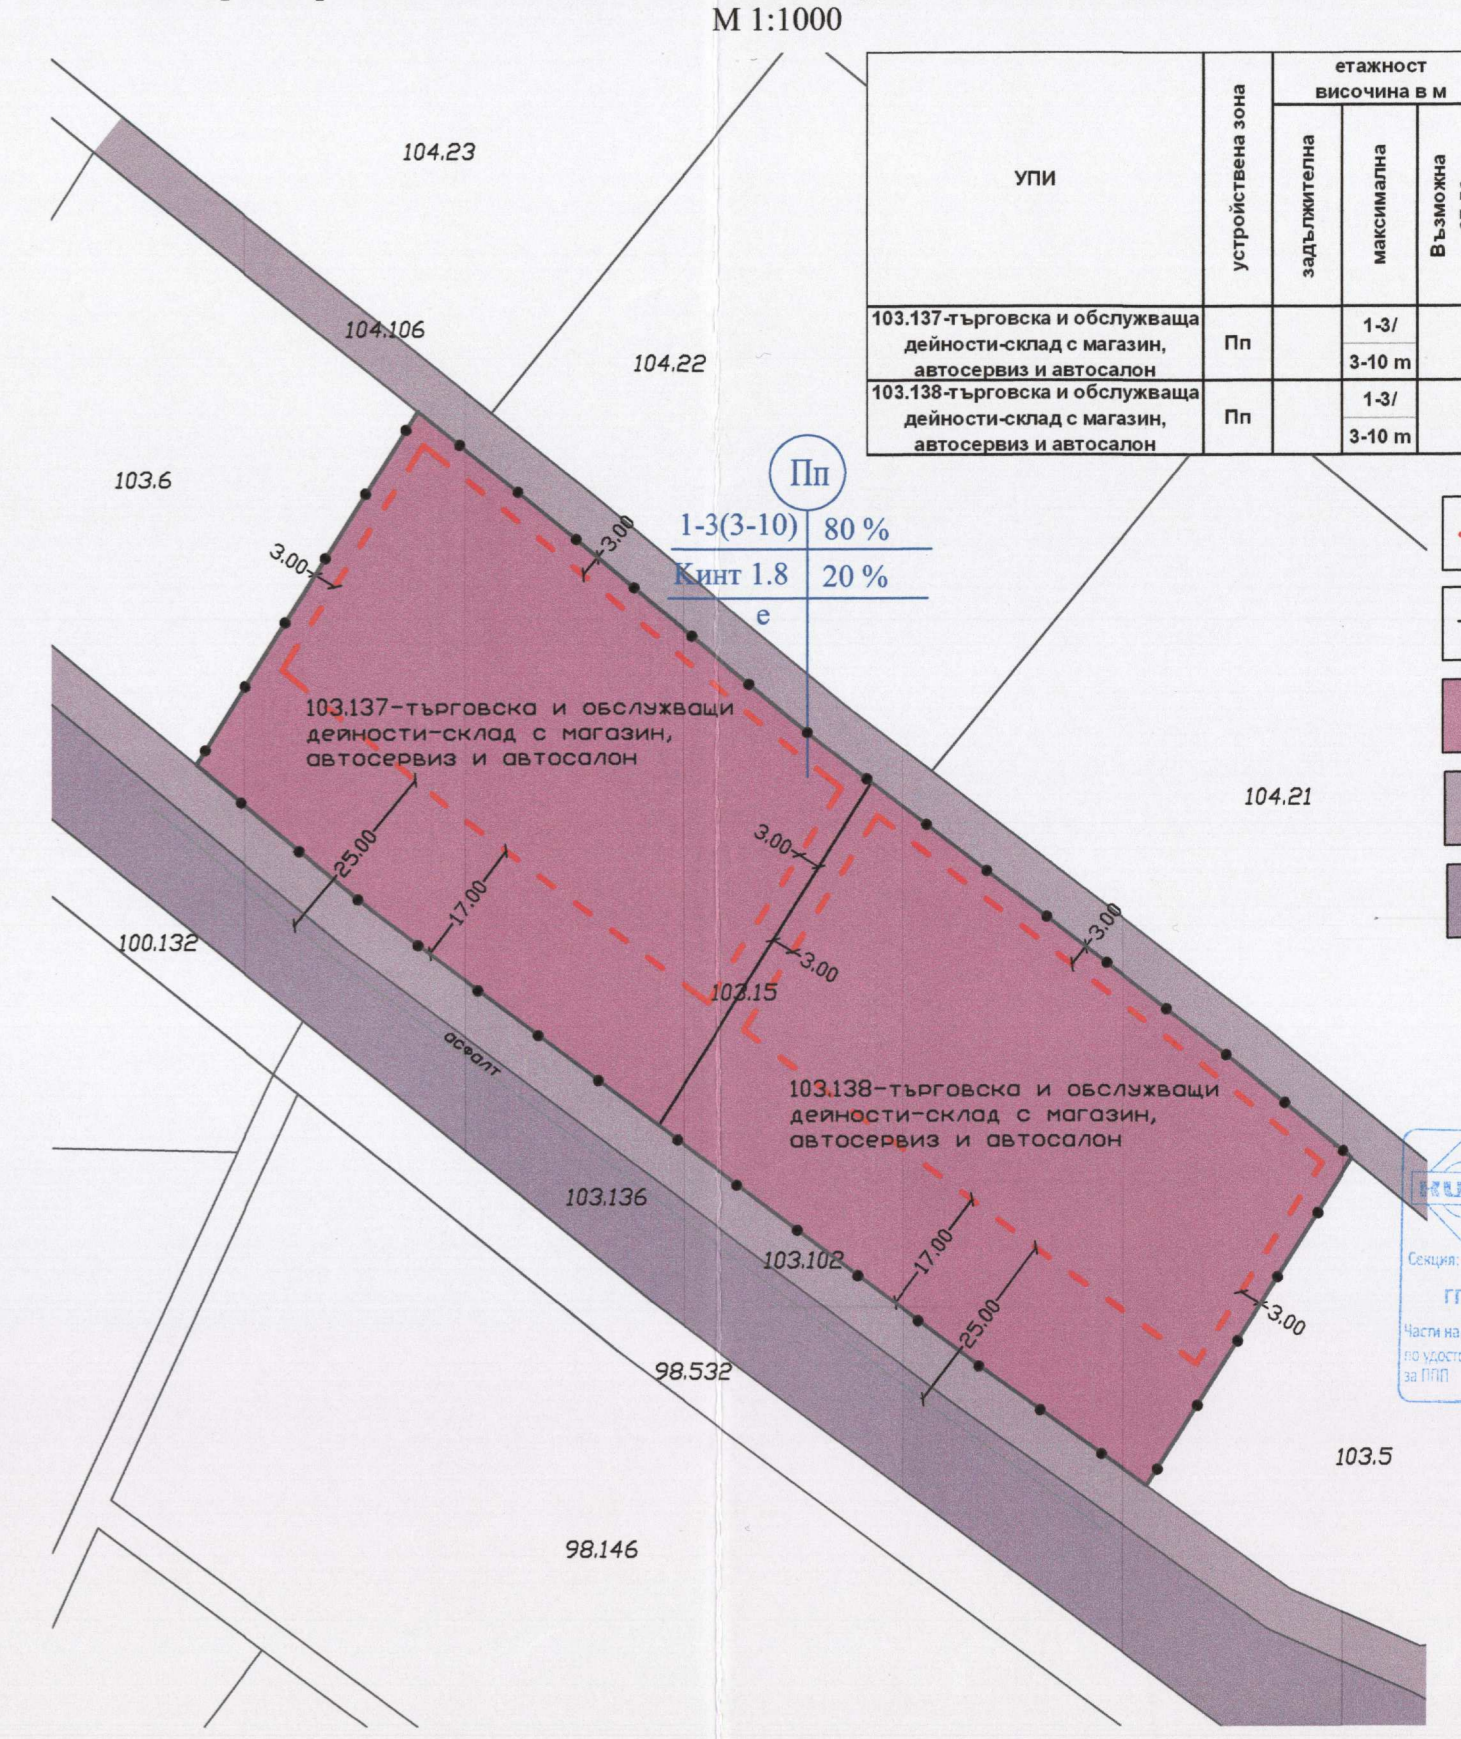 М 1:1000
УПИ
устройствена зона
етажност
височина в м
задължителна
максимална
Възможна
103.137-търговска и обслужваща
дейности-склад с магазин,
автосервиз и автосалон
Пп
1-3/
3-10 m
103.138-търговска и обслужваща
дейности-склад с магазин,
автосервиз и автосалон
Пп
1-3/
3-10 m
104.23
104.106
104.22
103.6
Пп
1-3(3-10) 80 %
Кинт 1.8 20 %
е
3.00
3.00
103.137-търговска и обслужващи
дейности-склад с магазин,
автосервиз и автосалон
104.21
25.00
3.00
17.00
3.00
100.132
3.00
103.15
асфалт
103.138-търговска и обслужващи
дейности-склад с магазин,
автосервиз и автосалон
103.136
17.00
103.102
25.00
3.00
98.532
103.5
98.146
Секция:
Части на
за ППП